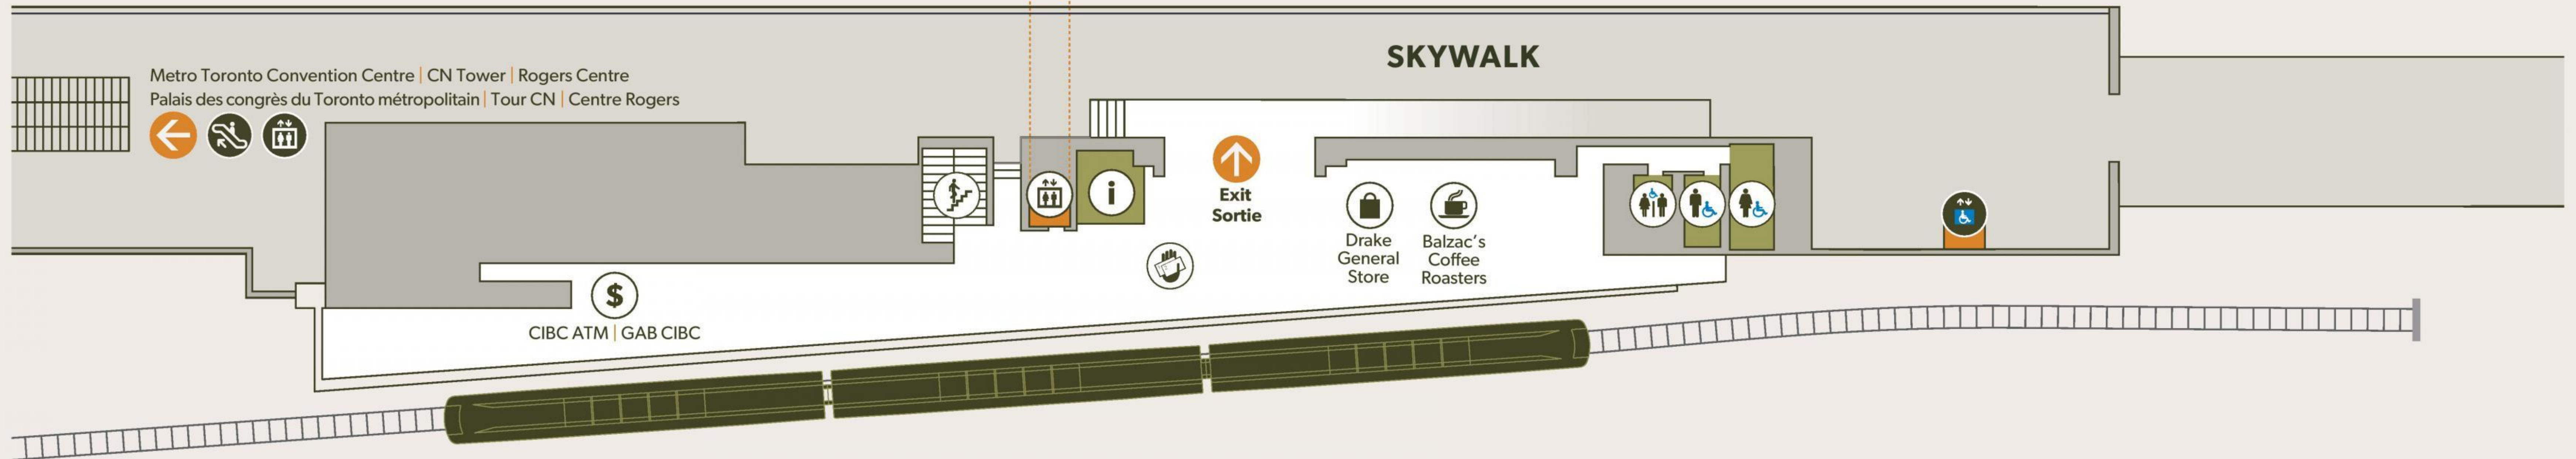 SKYWALK
Metro Toronto Convention Centre | CN Tower | Rogers Centre
Palais des congrès du Toronto métropolitain | Tour CN | Centre Rogers
i
Exit
Sortie
Drake
General
Store
Balzac's
Coffee
Roasters
$
CIBC ATM | GAB CIBC